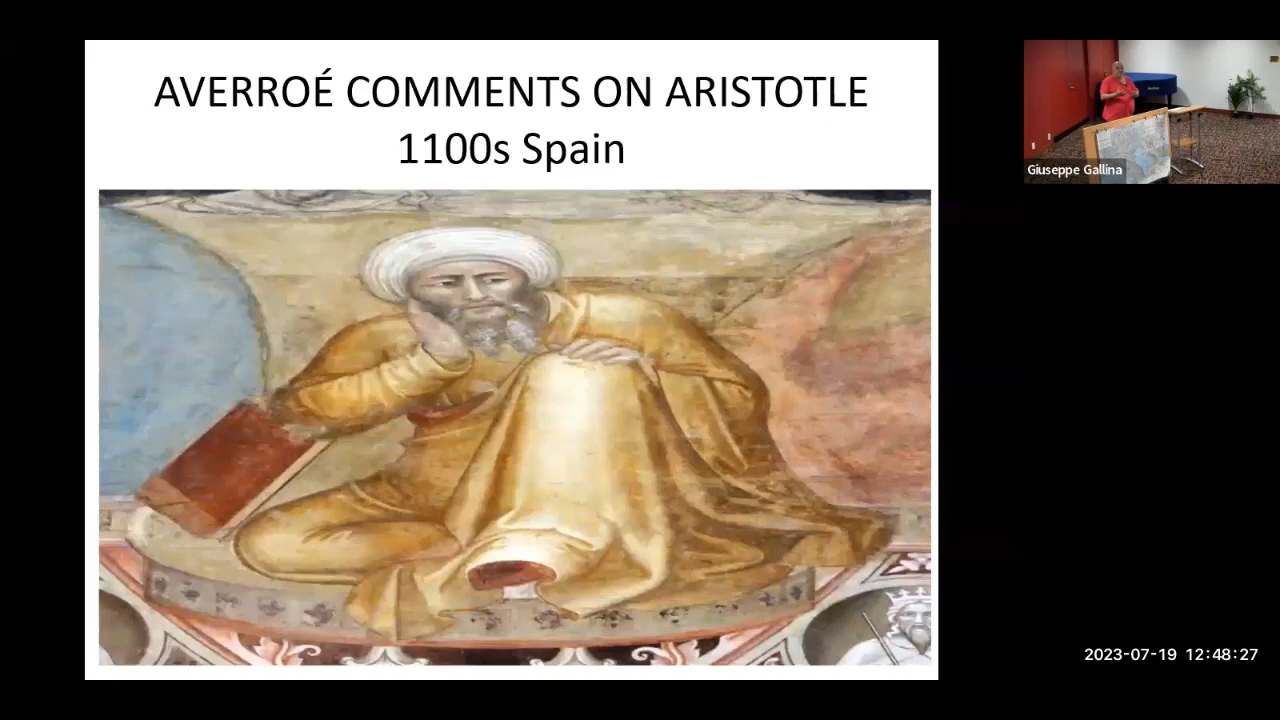 AVERROÉ COMMENTS ON ARISTOTLE
1100s Spain
Giuseppe Gallina
2023-07-19 12:48:27